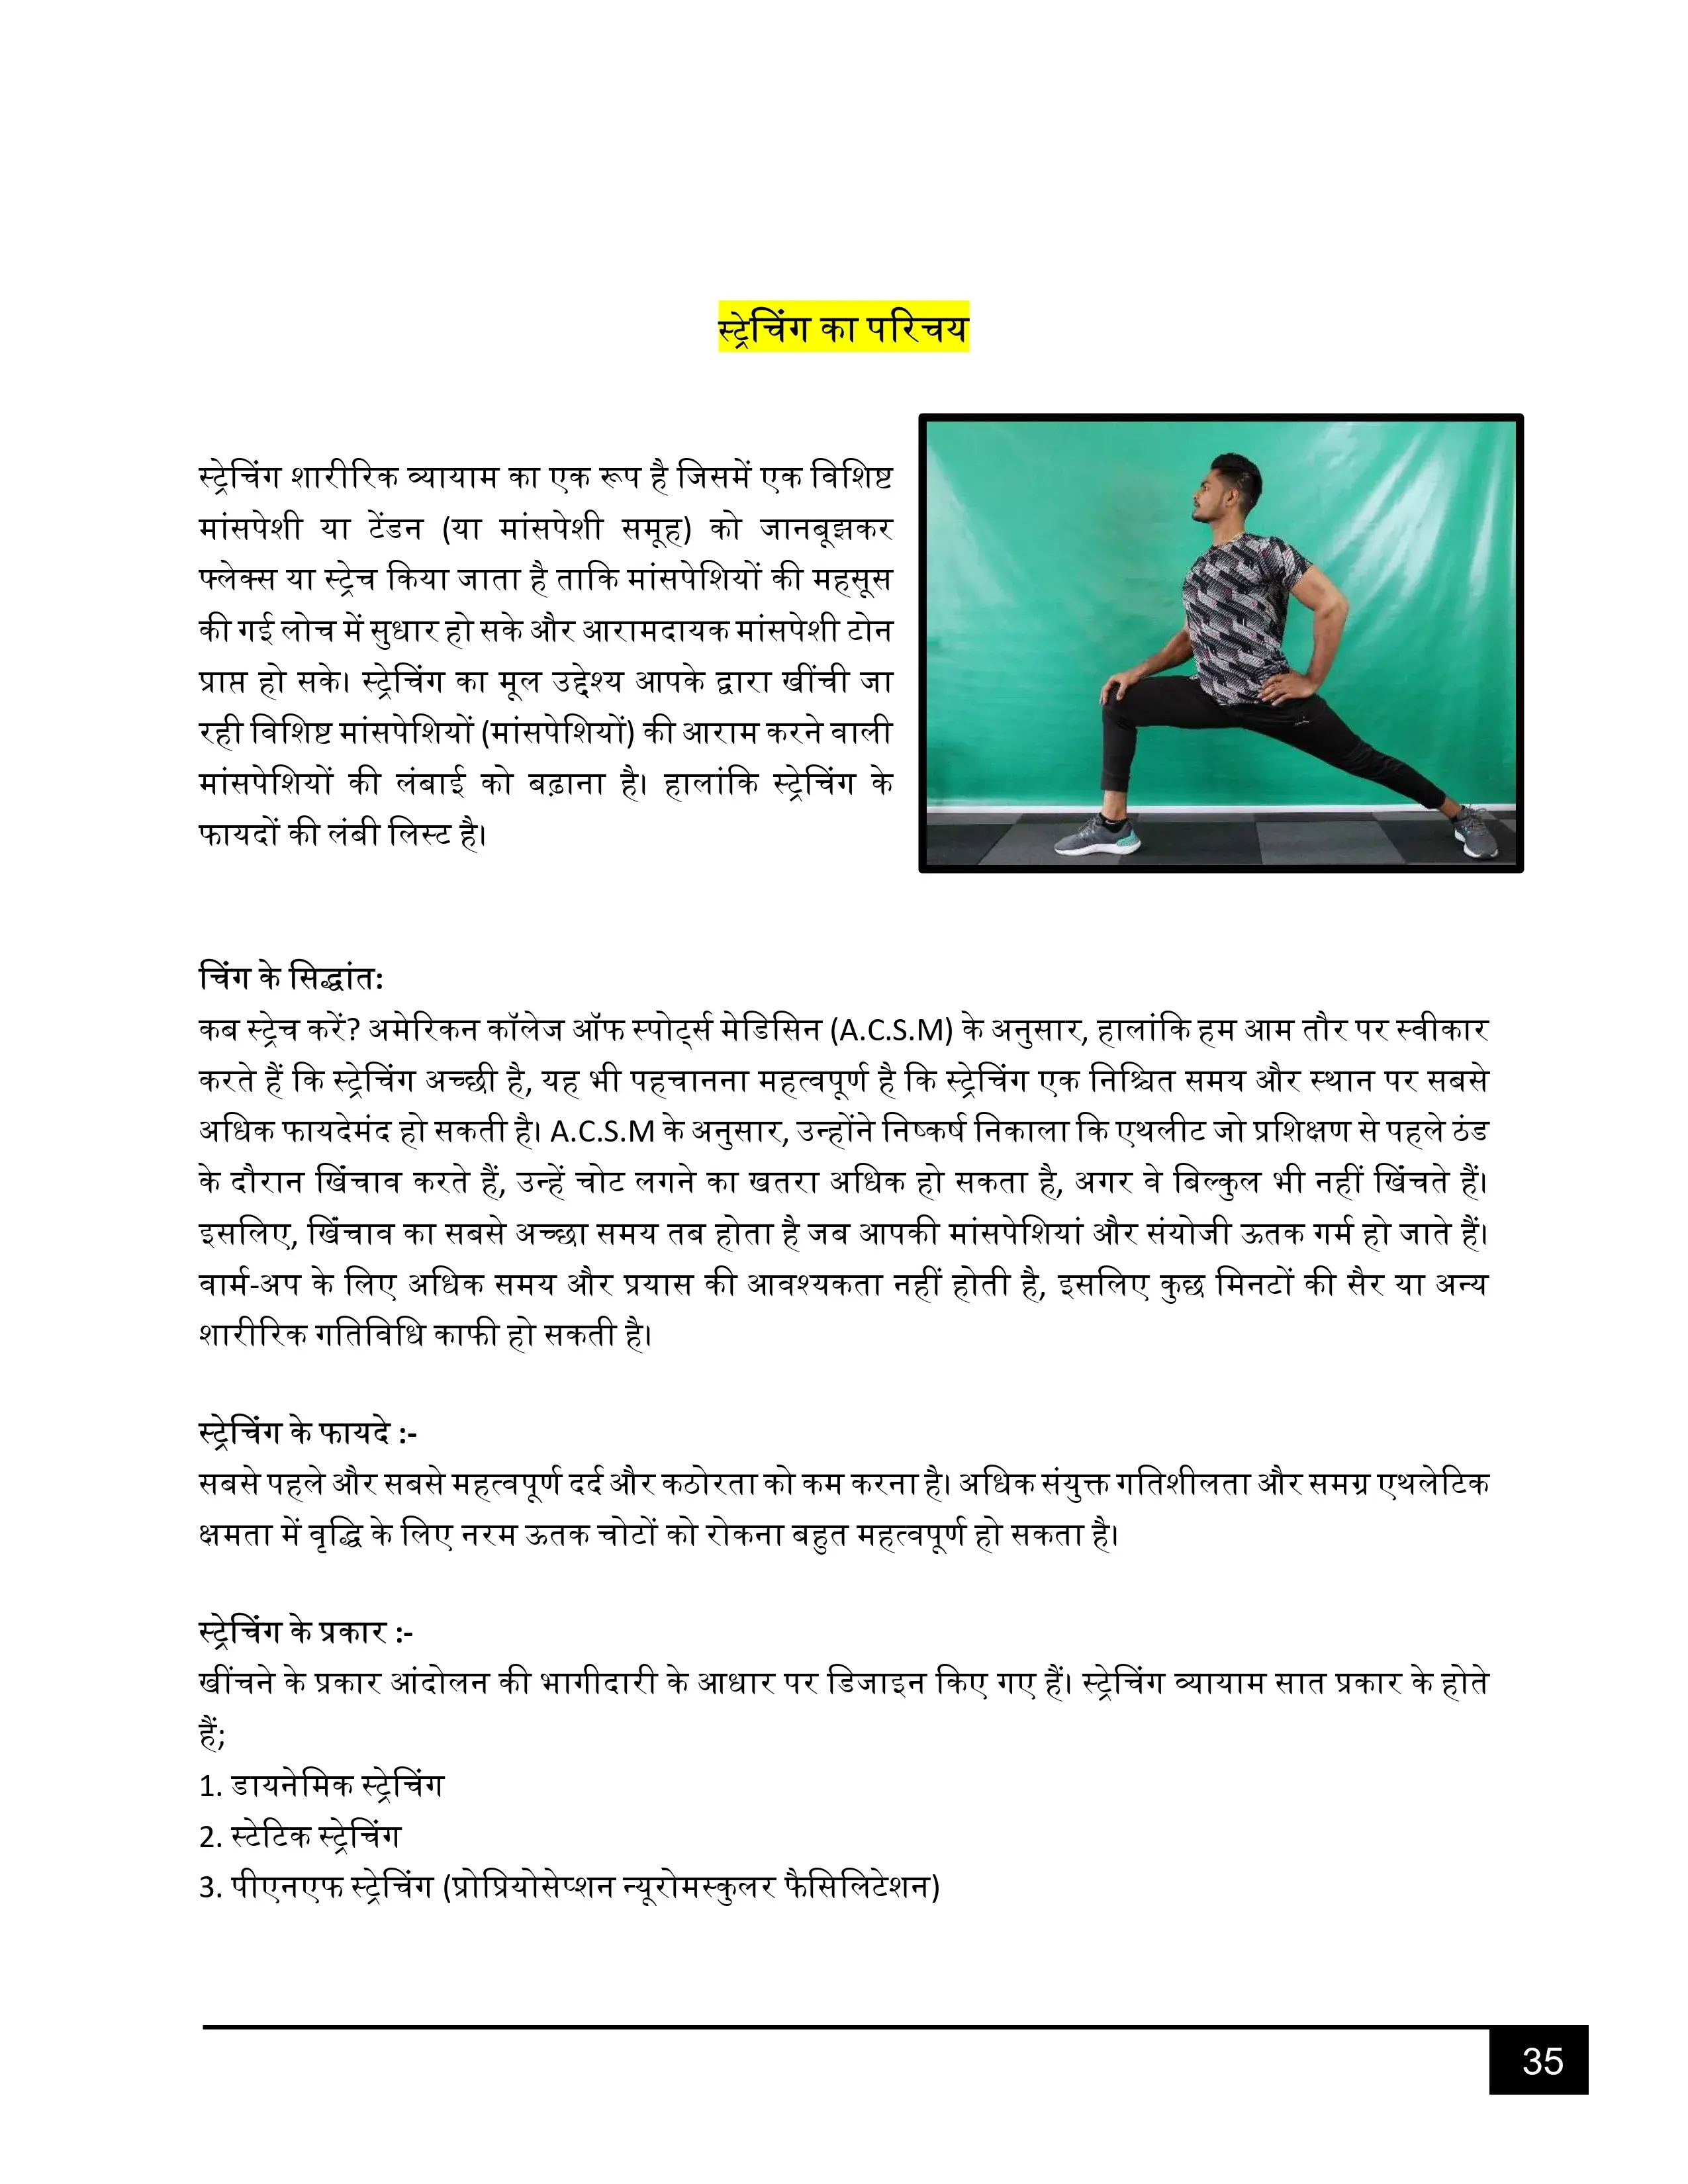 स्ट्रेचिंग का परिचय
स्ट्रेचिंग शारीरिक व्यायाम का एक रूप है जिसमें एक विशिष्ट
मांसपेशी या टेंडन (या मांसपेशी समूह) को जानबूझकर
फ्लेक्स या स्ट्रेच किया जाता है ताकि मांसपेशियों की महसूस
की गई लोच में सुधार हो सके और आरामदायक मांसपेशी टोन
प्राप्त हो सके। स्ट्रेचिंग का मूल उद्देश्य आपके द्वारा खींची जा
रही विशिष्ट मांसपेशियों (मांसपेशियों) की आराम करने वाली
मांसपेशियों की लंबाई को बढ़ाना है। हालांकि स्ट्रेचिंग के
फायदों की लंबी लिस्ट है।
चिंग के सिद्धांत:
कब स्ट्रेच करें? अमेरिकन कॉलेज ऑफ स्पोर्ट्स मेडिसिन (A.C.S.M) के अनुसार, हालांकि हम आम तौर पर स्वीकार
करते हैं कि स्ट्रेचिंग अच्छी है, यह भी पहचानना महत्वपूर्ण है कि स्ट्रेचिंग एक निश्चित समय और स्थान पर सबसे
अधिक फायदेमंद हो सकती है। A.C.S.M के अनुसार, उन्होंने निष्कर्ष निकाला कि एथलीट जो प्रशिक्षण से पहले ठंड
के दौरान खिंचाव करते हैं, उन्हें चोट लगने का खतरा अधिक हो सकता है, अगर वे बिल्कुल भी नहीं खिंचते हैं।
इसलिए, खिंचाव का सबसे अच्छा समय तब होता है जब आपकी मांसपेशियां और संयोजी ऊतक गर्म हो जाते हैं।
वार्म-अप के लिए अधिक समय और प्रयास की आवश्यकता नहीं होती है, इसलिए कुछ मिनटों की सैर या अन्य
शारीरिक गतिविधि काफी हो सकती है।
स्ट्रेचिंग के फायदे :-
सबसे पहले और सबसे महत्वपूर्ण दर्द और कठोरता को कम करना है। अधिक संयुक्त गतिशीलता और समग्र एथलेटिक
क्षमता में वृद्धि के लिए नरम ऊतक चोटों को रोकना बहुत महत्वपूर्ण हो सकता है।
स्ट्रेचिंग के प्रकार :-
खींचने के प्रकार आंदोलन की भागीदारी के आधार पर डिजाइन किए गए हैं। स्ट्रेचिंग व्यायाम सात प्रकार के होते
हैं;
1. डायनेमिक स्ट्रेचिंग
2. स्टेटिक स्ट्रेचिंग
3. पीएनएफ स्ट्रेचिंग (प्रोप्रियोसेप्शन न्यूरोमस्कुलर फैसिलिटेशन)
35